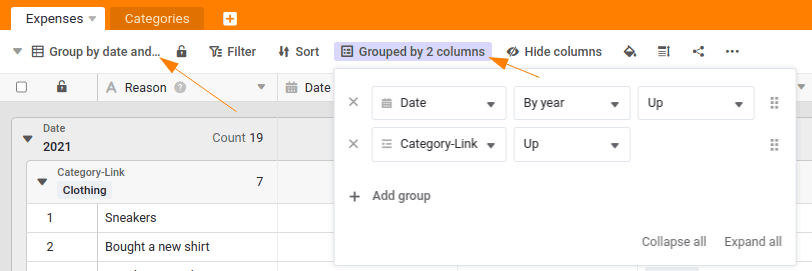 Expenses Categories
Group by date and... Filter Sort Grouped by 2 columns Hide columns
Reason Date
Date By year Up
Date
2021 Count 19
Category-Link Up
Category-Link
Clothing 7
Add group
1 Sneakers
2 Bought a new shirt
Collapse all Expand all